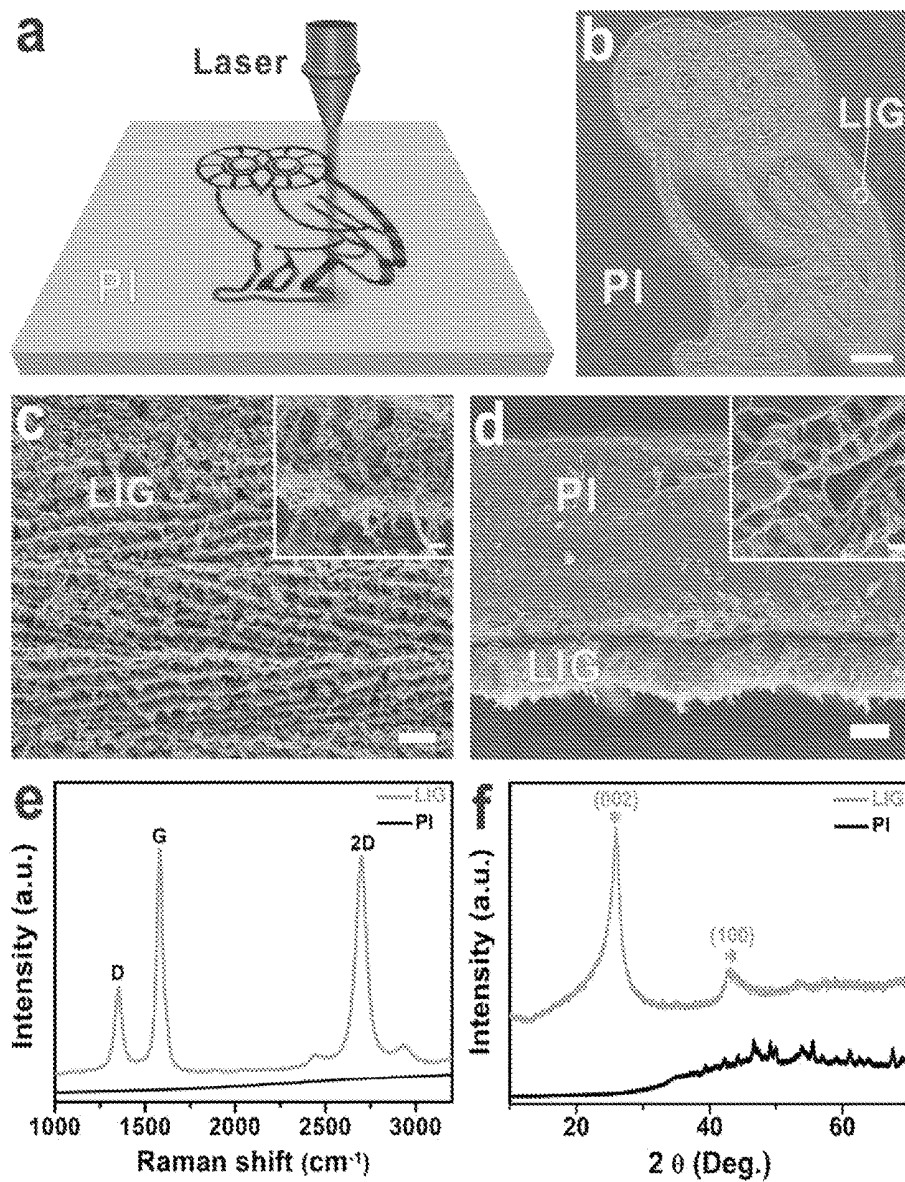 a
Laser
PI
b
LIG
PI
c
LIG
d
PI
LIG
e
LIG
PI
D
G
2D
Intensity (a.u.)
1000 1500 2000 2500 3000
Raman shift (cm-1)
f
(002)
LIG
PI
(100)
Intensity (a.u.)
20 40 60
2 θ (Deg.)